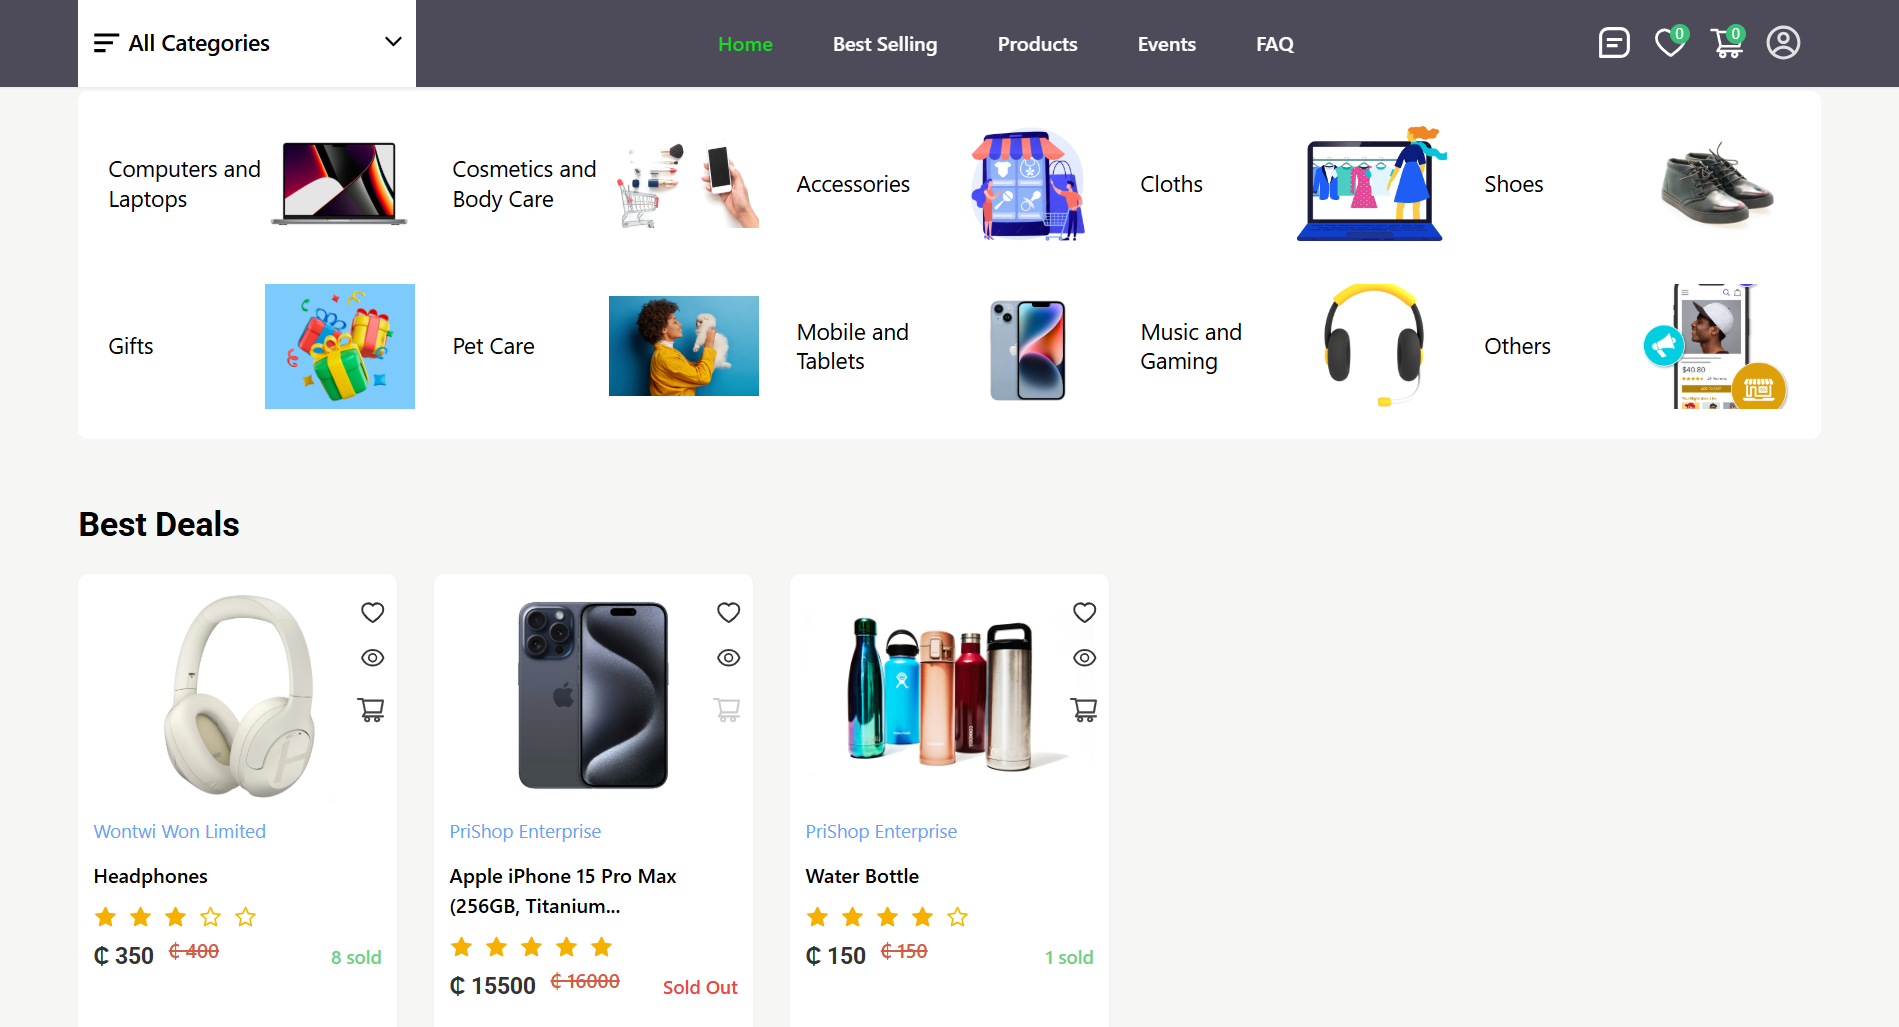 All Categories
Home
Best Selling
Products
Events
FAQ
0
0
Computers and
Laptops
Cosmetics and
Body Care
Accessories
Cloths
Shoes
Gifts
Pet Care
Mobile and
Tablets
Music and
Gaming
Others
$40.80
Best Deals
Wontwi Won Limited
Headphones
₵ 350 ₵ 400 8 sold
PriShop Enterprise
Apple iPhone 15 Pro Max
(256GB, Titanium...
₵ 15500 ₵ 16000 Sold Out
PriShop Enterprise
Water Bottle
₵ 150 ₵ 150 1 sold